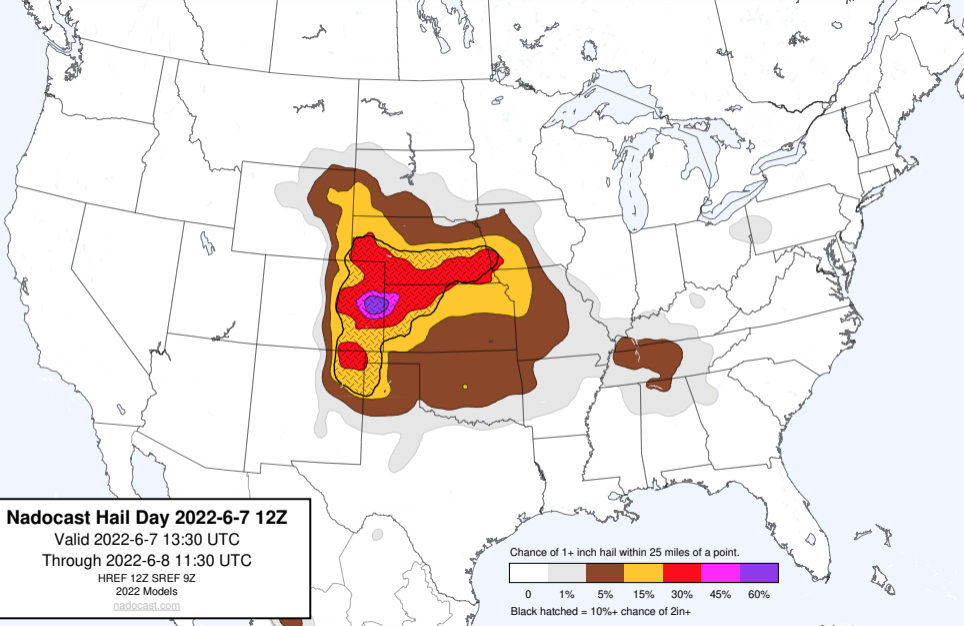 Nadocast Hail Day 2022-6-7 12Z
Valid 2022-6-7 13:30 UTC
Through 2022-6-8 11:30 UTC
HREF 12Z SREF 9Z
2022 Models
nadocast.com
Chance of 1+ inch hail within 25 miles of a point.
0 1% 5% 15% 30% 45% 60%
Black hatched = 10%+ chance of 2in+